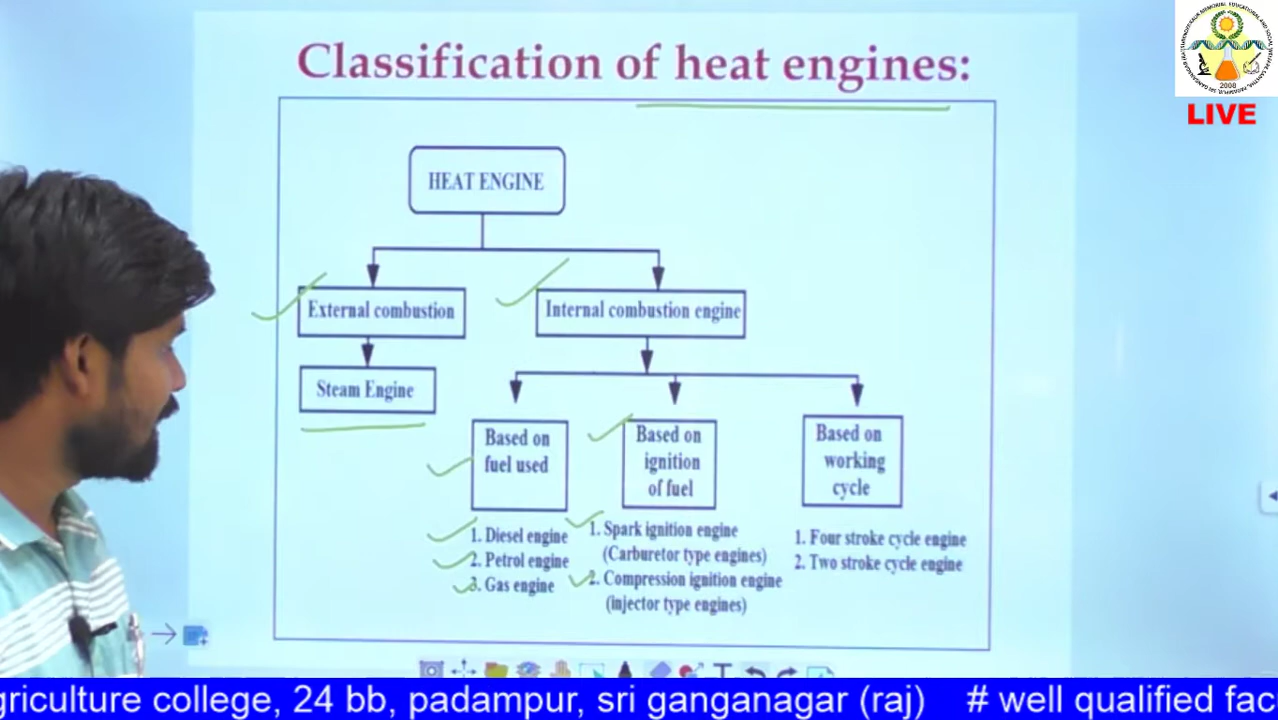 Classification of heat engines:
LIVE
2008
HEAT ENGINE
External combustion
Internal combustion engine
Steam Engine
Based on
fuel used
Based on
ignition
of fuel
Based on
working
cycle
1. Diesel engine
2. Petrol engine
3. Gas engine
1. Spark ignition engine
(Carburetor type engines)
2. Compression ignition engine
(injector type engines)
1. Four stroke cycle engine
2. Two stroke cycle engine
griculture college, 24 bb, padampur, sri ganganagar (raj) # well qualified fac